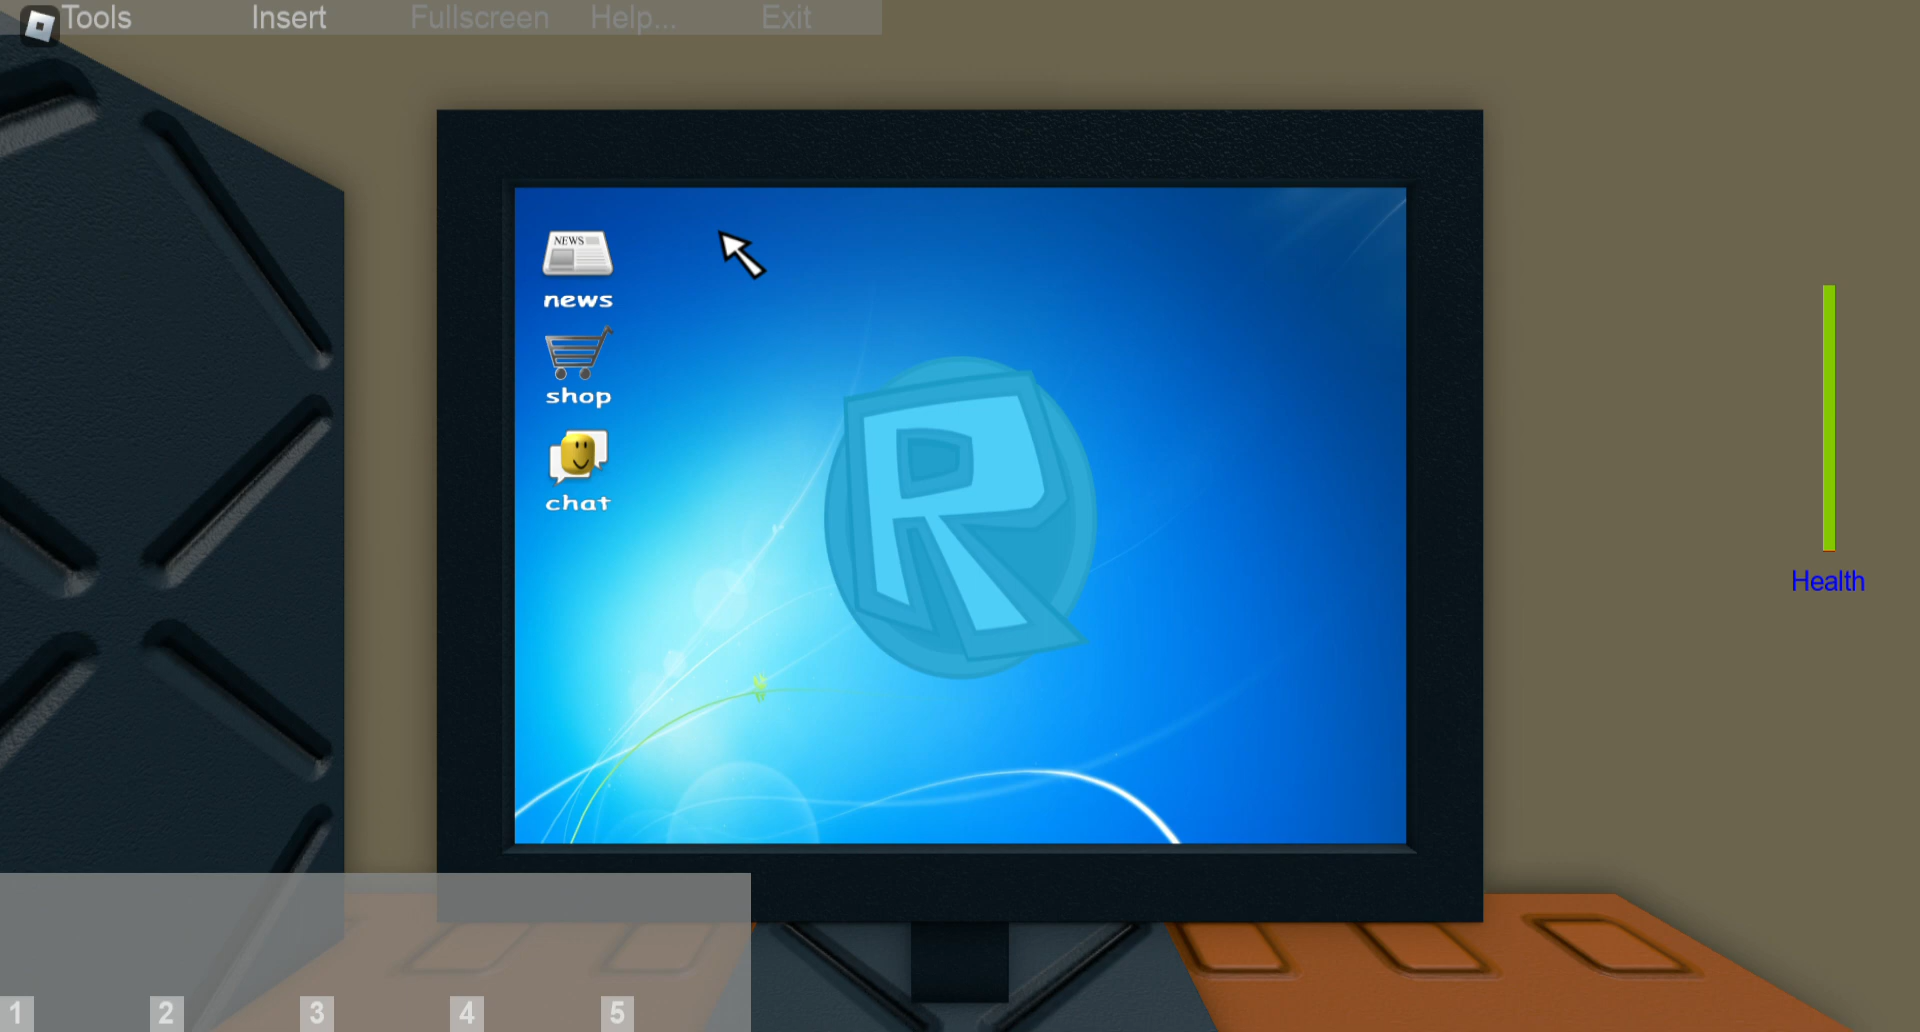 Tools Insert Fullscreen Help... Exit
NEWS
news
shop
chat
R
Health
1 2 3 4 5